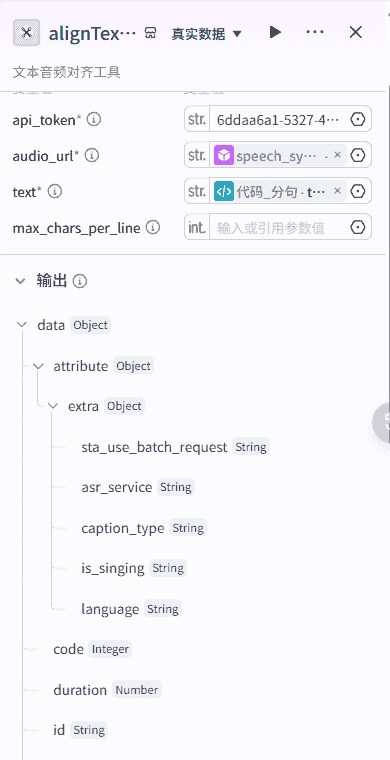 alignTex… 真实数据
文本音频对齐工具
api_token* str. 6ddaa6a1-5327-4…
audio_url* str. speech_sy… - ×
text* str. 代码_分句 - t… ×
max_chars_per_line int. 输入或引用参数值
输出
data Object
attribute Object
extra Object
sta_use_batch_request String
asr_service String
caption_type String
is_singing String
language String
code Integer
duration Number
id String